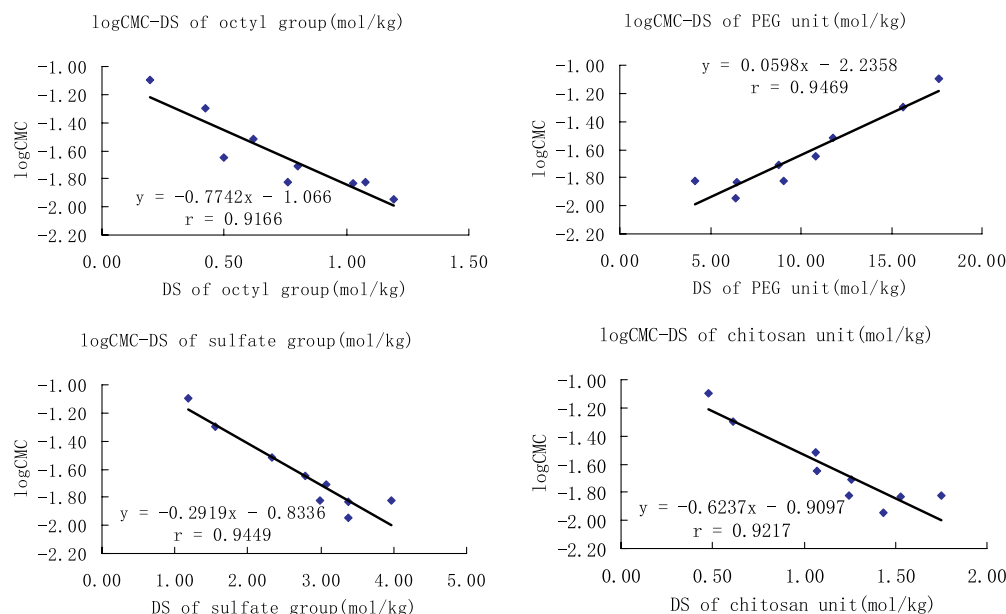 logCMC-DS of octyl group(mol/kg)
-1.00
-1.20
-1.40
-1.60
-1.80
-2.00
-2.20
logCMC
y = -0.7742x - 1.066
r = 0.9166
0.00 0.50 1.00 1.50
DS of octyl group(mol/kg)
logCMC-DS of PEG unit(mol/kg)
-1.00
-1.20
-1.40
-1.60
-1.80
-2.00
-2.20
logCMC
y = 0.0598x - 2.2358
r = 0.9469
0.00 5.00 10.00 15.00 20.00
DS of PEG unit(mol/kg)
logCMC-DS of sulfate group(mol/kg)
-1.00
-1.20
-1.40
-1.60
-1.80
-2.00
-2.20
logCMC
y = -0.2919x - 0.8336
r = 0.9449
0.00 1.00 2.00 3.00 4.00 5.00
DS of sulfate group(mol/kg)
logCMC-DS of chitosan unit(mol/kg)
-1.00
-1.20
-1.40
-1.60
-1.80
-2.00
-2.20
logCMC
y = -0.6237x - 0.9097
r = 0.9217
0.00 0.50 1.00 1.50 2.00
DS of chitosan unit(mol/kg)